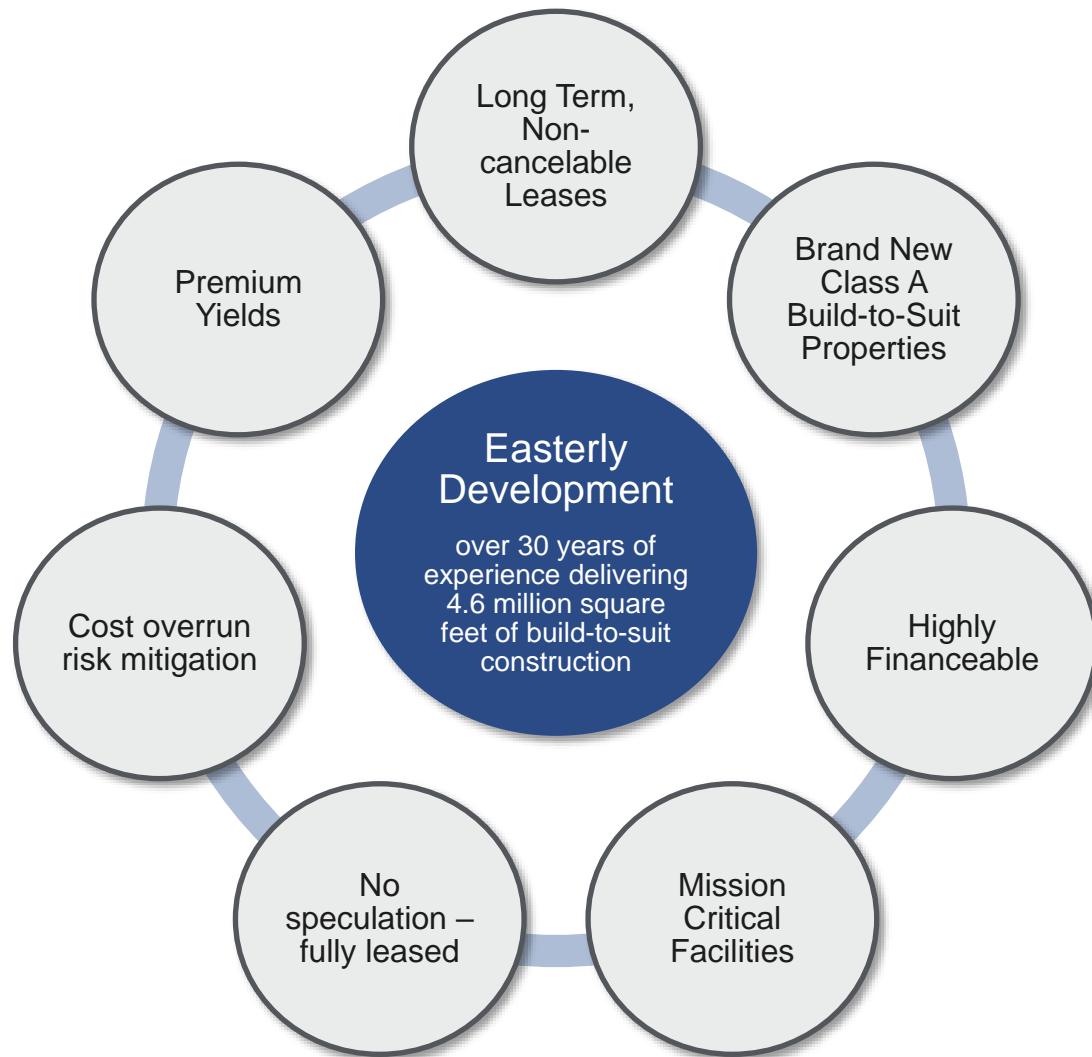 Long Term,
Non-
cancelable
Leases
Brand New
Class A
Build-to-Suit
Properties
Highly
Financeable
Mission
Critical
Facilities
No
speculation –
fully leased
Cost overrun
risk mitigation
Premium
Yields
Easterly
Development
over 30 years of
experience delivering
4.6 million square
feet of build-to-suit
construction